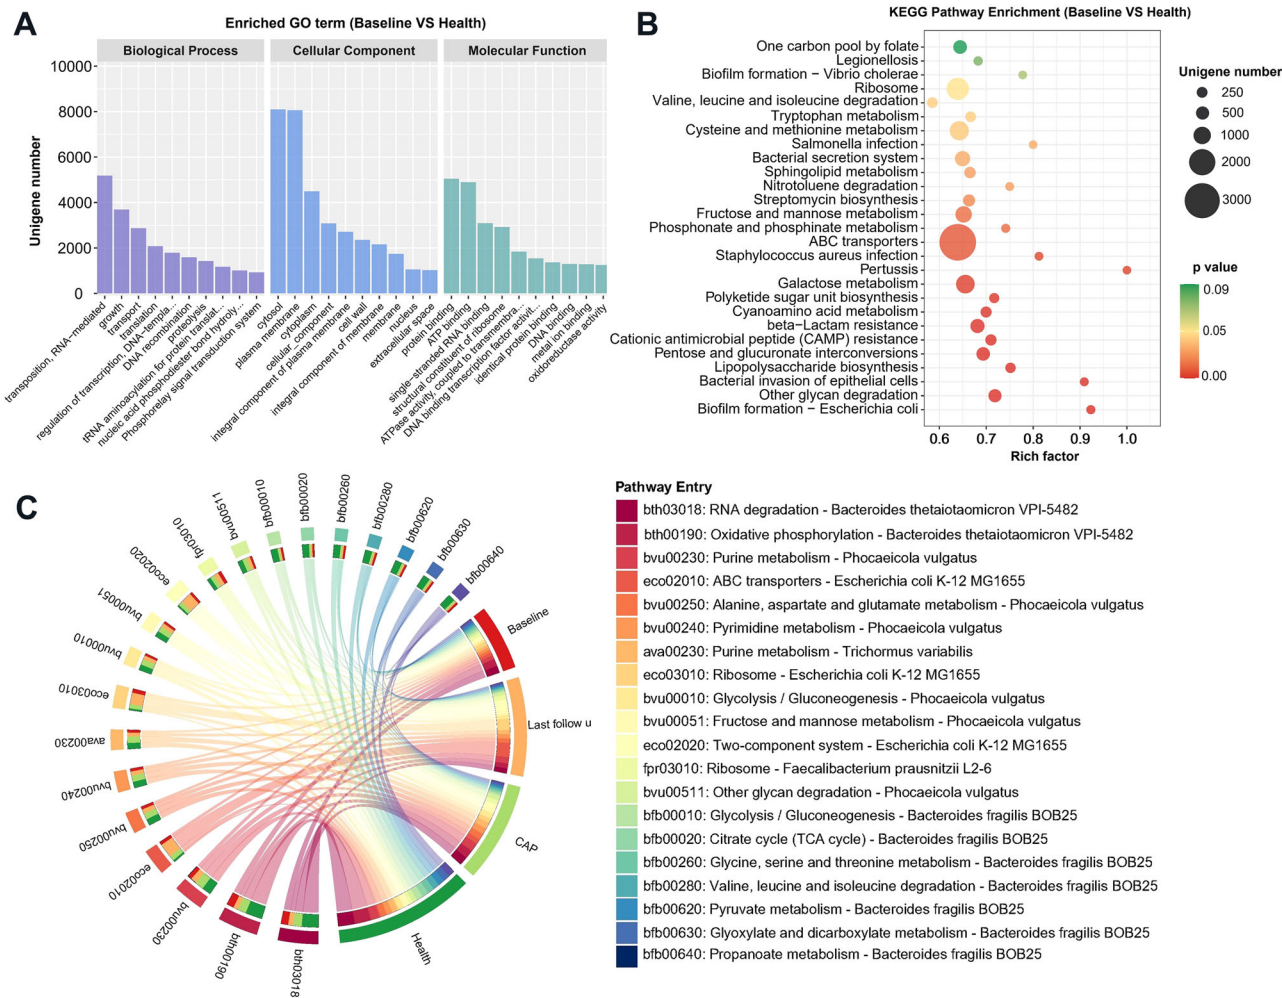 A
Enriched GO term (Baseline VS Health)
Biological Process
Cellular Component
Molecular Function
Unigene number
10000
8000
6000
4000
2000
0
transposition, RNA-mediated
growth
transport
translation
regulation of transcription, DNA-templa...
DNA recombination
proteolysis
tRNA aminoacylation for protein translat...
nucleic acid phosphodiester bond hydroly...
Phosphorelay signal transduction system
cytosol
plasma membrane
cytoplasm
cellular_component
integral component of plasma membrane
cell wall
integral component of membrane
membrane
nucleus
extracellular space
protein binding
ATP binding
single-stranded RNA binding
structural constituent of ribosome
ATPase activity, coupled to transmembra...
DNA binding transcription factor activit...
identical protein binding
DNA binding
metal ion binding
oxidoreductase activity
B
KEGG Pathway Enrichment (Baseline VS Health)
One carbon pool by folate
Legionellosis
Biofilm formation − Vibrio cholerae
Ribosome
Valine, leucine and isoleucine degradation
Tryptophan metabolism
Cysteine and methionine metabolism
Salmonella infection
Bacterial secretion system
Sphingolipid metabolism
Nitrotoluene degradation
Streptomycin biosynthesis
Fructose and mannose metabolism
Phosphonate and phosphinate metabolism
ABC transporters
Staphylococcus aureus infection
Pertussis
Galactose metabolism
Polyketide sugar unit biosynthesis
Cyanoamino acid metabolism
beta−Lactam resistance
Cationic antimicrobial peptide (CAMP) resistance
Pentose and glucuronate interconversions
Lipopolysaccharide biosynthesis
Bacterial invasion of epithelial cells
Other glycan degradation
Biofilm formation − Escherichia coli
0.6 0.7 0.8 0.9 1.0
Rich factor
Unigene number
250
500
1000
2000
3000
p value
0.09
0.05
0.00
C
bfb00640
bfb00630
bfb00620
bfb00280
bfb00260
bfb00020
bfb00010
bvu00511
fpr03010
eco02020
bvu00051
bvu00010
eco03010
ava00230
bvu00240
bvu00250
eco02010
bvu00230
bth00190
bth03018
Baseline
Last follow u
CAP
Health
Pathway Entry
bth03018: RNA degradation - Bacteroides thetaiotaomicron VPI-5482
bth00190: Oxidative phosphorylation - Bacteroides thetaiotaomicron VPI-5482
bvu00230: Purine metabolism - Phocaeicola vulgatus
eco02010: ABC transporters - Escherichia coli K-12 MG1655
bvu00250: Alanine, aspartate and glutamate metabolism - Phocaeicola vulgatus
bvu00240: Pyrimidine metabolism - Phocaeicola vulgatus
ava00230: Purine metabolism - Trichormus variabilis
eco03010: Ribosome - Escherichia coli K-12 MG1655
bvu00010: Glycolysis / Gluconeogenesis - Phocaeicola vulgatus
bvu00051: Fructose and mannose metabolism - Phocaeicola vulgatus
eco02020: Two-component system - Escherichia coli K-12 MG1655
fpr03010: Ribosome - Faecalibacterium prausnitzii L2-6
bvu00511: Other glycan degradation - Phocaeicola vulgatus
bfb00010: Glycolysis / Gluconeogenesis - Bacteroides fragilis BOB25
bfb00020: Citrate cycle (TCA cycle) - Bacteroides fragilis BOB25
bfb00260: Glycine, serine and threonine metabolism - Bacteroides fragilis BOB25
bfb00280: Valine, leucine and isoleucine degradation - Bacteroides fragilis BOB25
bfb00620: Pyruvate metabolism - Bacteroides fragilis BOB25
bfb00630: Glyoxylate and dicarboxylate metabolism - Bacteroides fragilis BOB25
bfb00640: Propanoate metabolism - Bacteroides fragilis BOB25